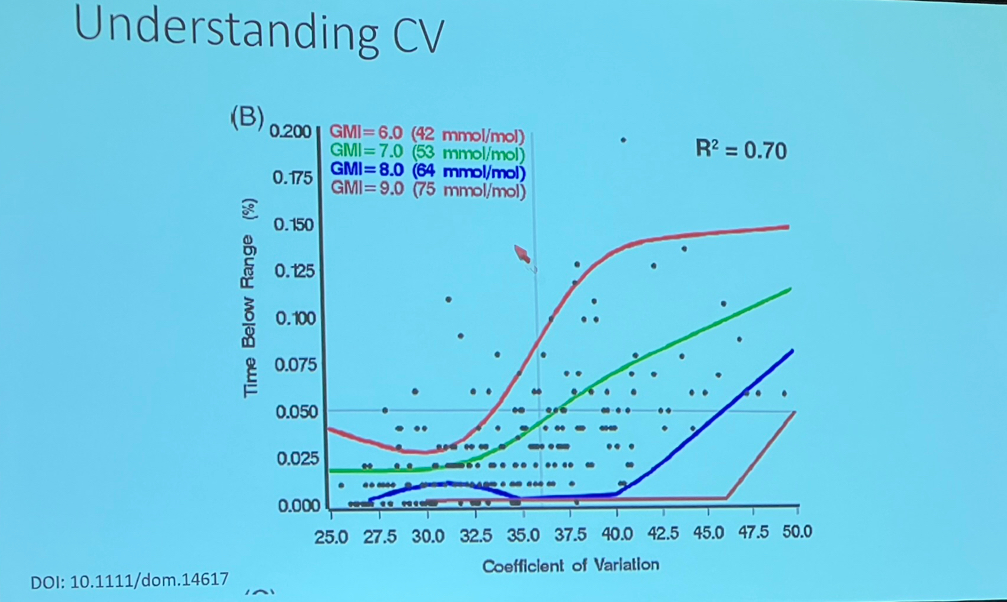 Understanding CV
(B)
0.200
GMI= 6.0 (42 mmol/mol)
GMI= 7.0 (53 mmol/mol)
GMI= 8.0 (64 mmol/mol)
GMI= 9.0 (75 mmol/mol)
R² = 0.70
0.175
0.150
0.125
0.100
0.075
0.050
0.025
0.000
Time Below Range (%)
25.0 27.5 30.0 32.5 35.0 37.5 40.0 42.5 45.0 47.5 50.0
Coefficient of Variation
DOI: 10.1111/dom.14617